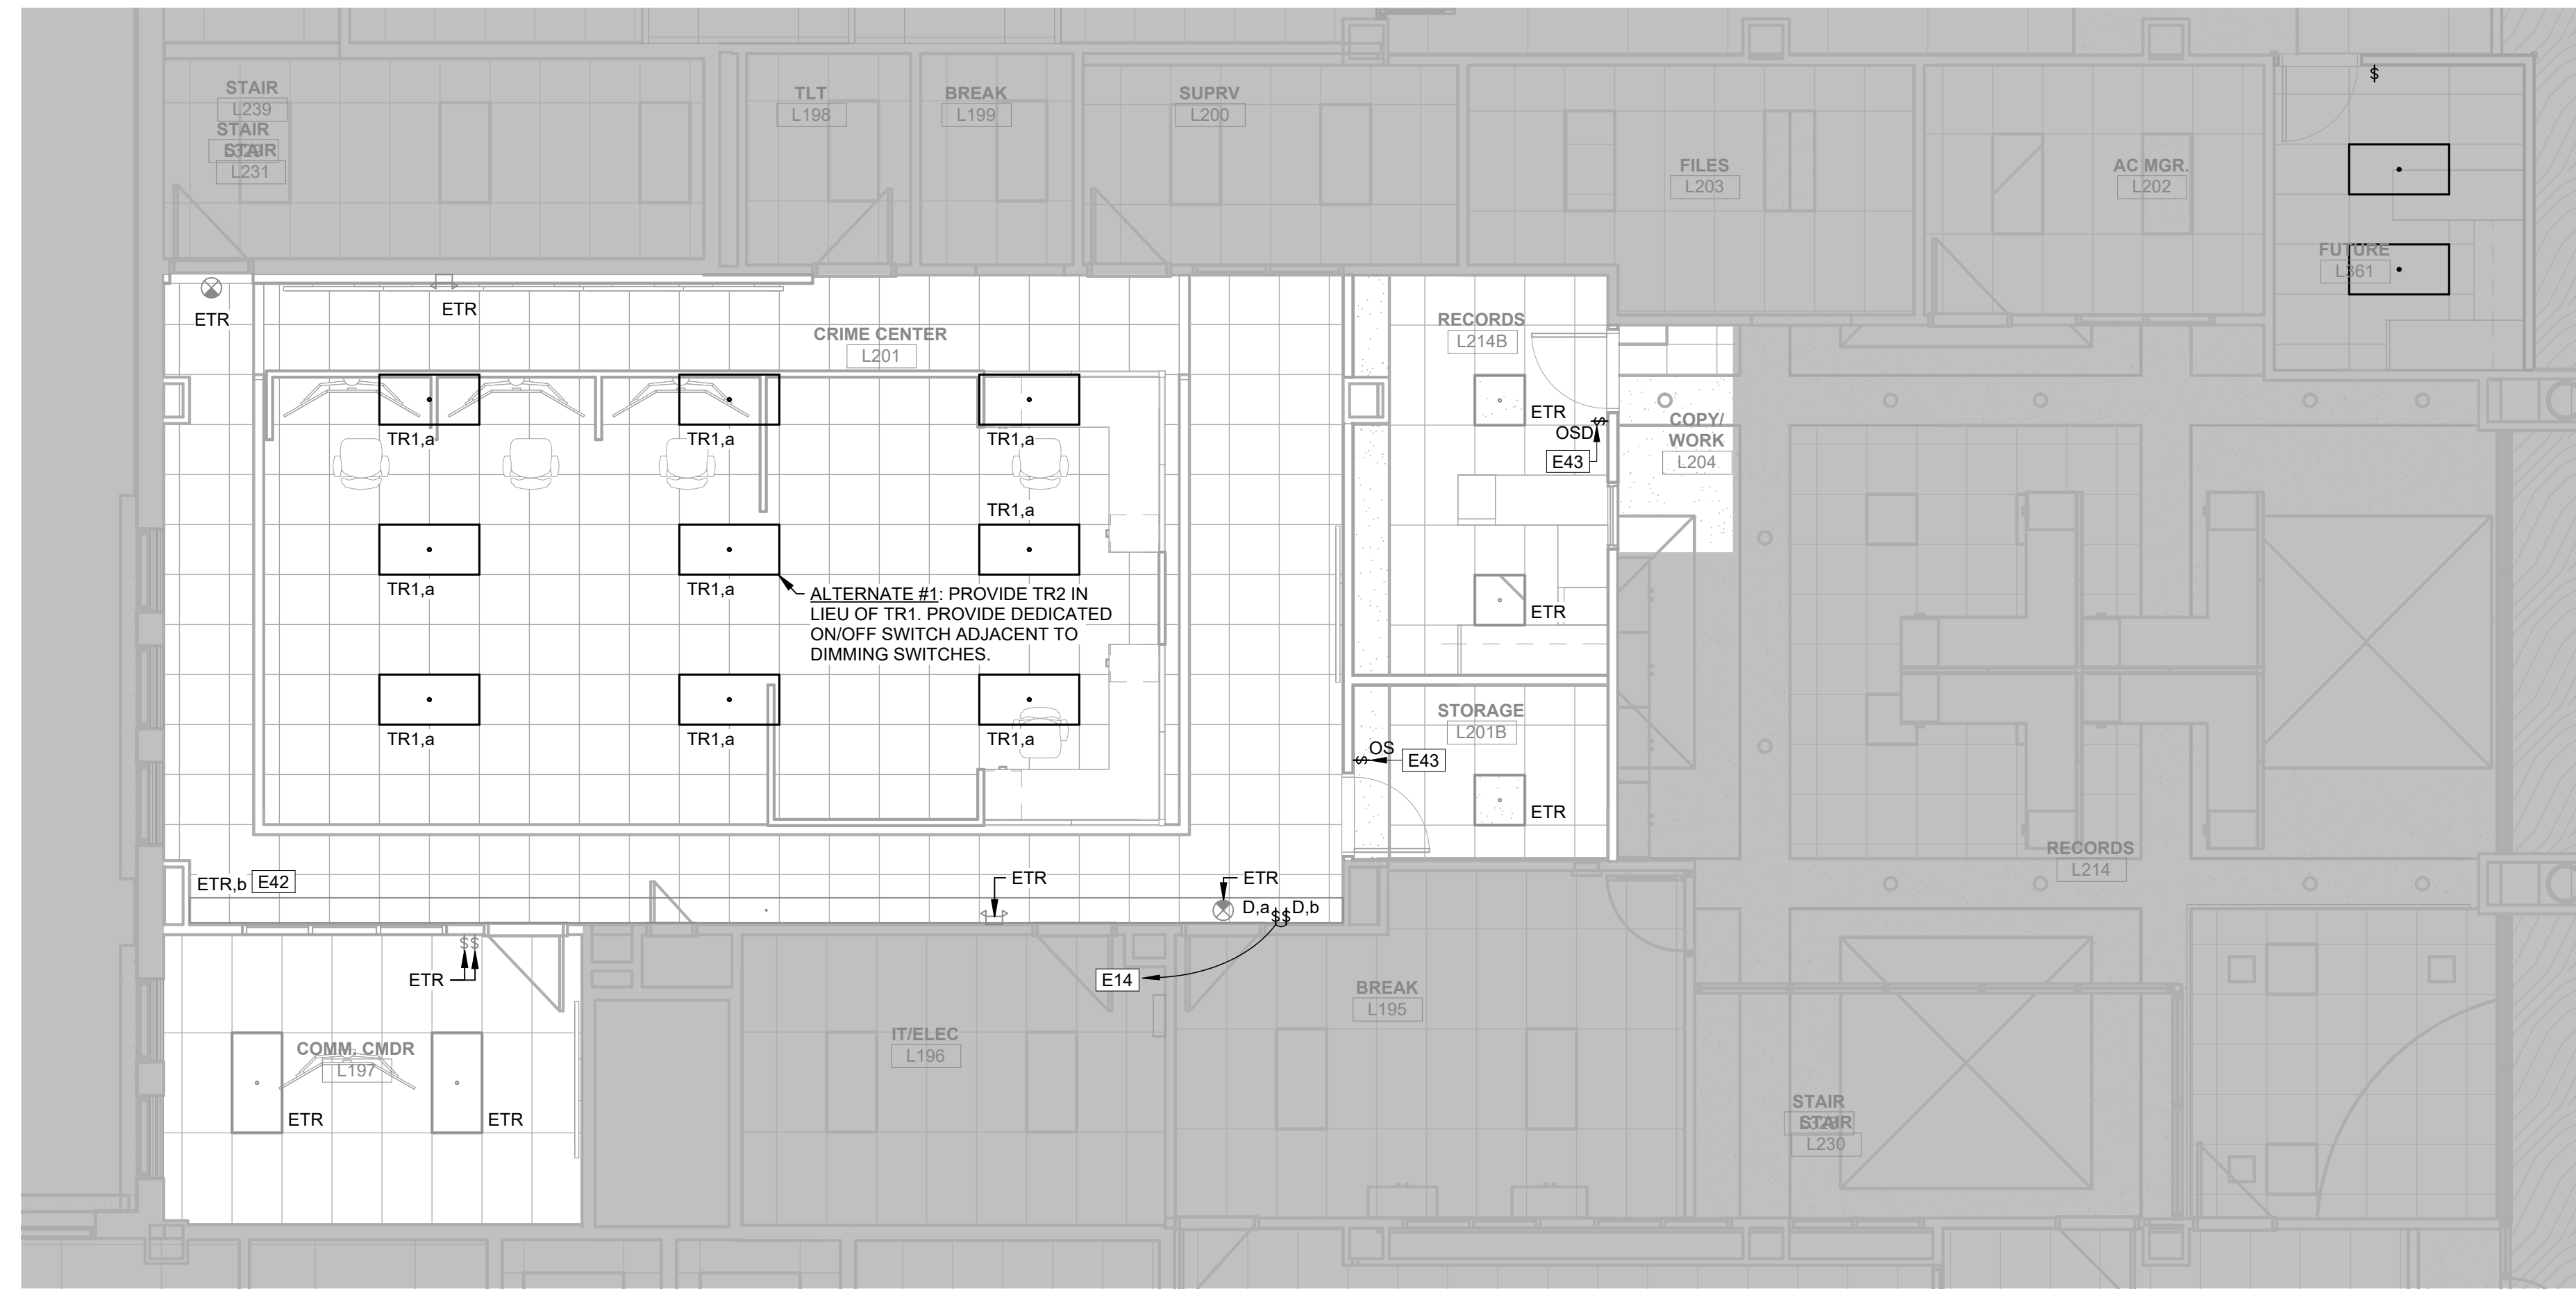 STAIR
L239
STAIR
STAIR
L231
TLT
L198
BREAK
L199
SUPRV
L200
FILES
L203
AC MGR.
L202
$
FUTURE
L361
ETR
ETR
CRIME CENTER
L201
RECORDS
L214B
ETR
OSD
$
E43
COPY/
WORK
L204
TR1,a
TR1,a
TR1,a
TR1,a
TR1,a
TR1,a
ALTERNATE #1: PROVIDE TR2 IN
LIEU OF TR1. PROVIDE DEDICATED
ON/OFF SWITCH ADJACENT TO
DIMMING SWITCHES.
ETR
TR1,a
TR1,a
TR1,a
STORAGE
L201B
OS
$
E43
ETR
RECORDS
L214
ETR,b
E42
ETR
ETR
D,a
$$
D,b
$$
ETR
E14
BREAK
L195
IT/ELEC
L196
COMM. CMDR
L197
ETR
ETR
STAIR
STAIR
L230